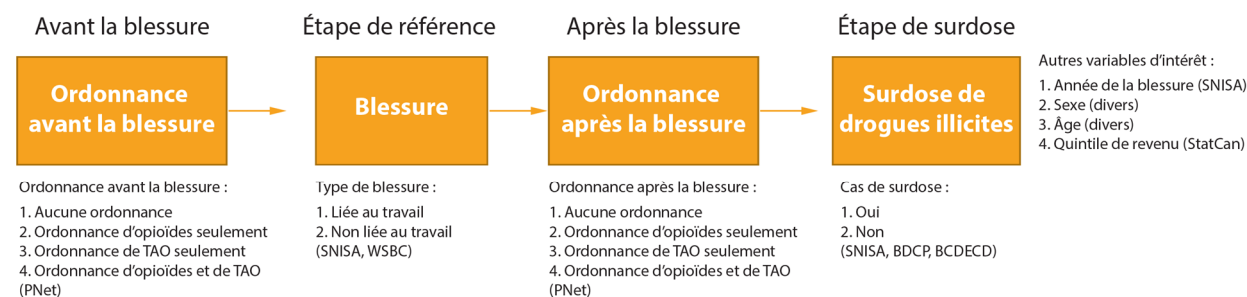 Avant la blessure
Étape de référence
Après la blessure
Étape de surdose
Ordonnance
avant la blessure
Blessure
Ordonnance
après la blessure
Surdose de
drogues illicites
Autres variables d'intérêt :
1. Année de la blessure (SNISA)
2. Sexe (divers)
3. Âge (divers)
4. Quintile de revenu (StatCan)
Ordonnance avant la blessure :
1. Aucune ordonnance
2. Ordonnance d'opioïdes seulement
3. Ordonnance de TAO seulement
4. Ordonnance d'opioïdes et de TAO
(PNet)
Type de blessure :
1. Liée au travail
2. Non liée au travail
(SNISA, WSBC)
Ordonnance après la blessure :
1. Aucune ordonnance
2. Ordonnance d'opioïdes seulement
3. Ordonnance de TAO seulement
4. Ordonnance d'opioïdes et de TAO
(PNet)
Cas de surdose :
1. Oui
2. Non
(SNISA, BDCP, BCDECD)